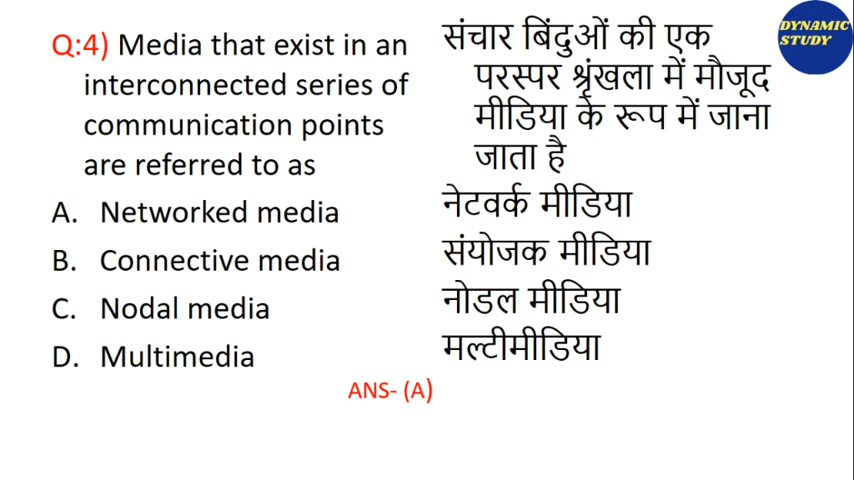 Q:4) Media that exist in an
interconnected series of
communication points
are referred to as
A. Networked media
B. Connective media
C. Nodal media
D. Multimedia
संचार बिंदुओं की एक
परस्पर श्रृंखला में मौजूद
मीडिया के रूप में जाना
जाता है
नेटवर्क मीडिया
संयोजक मीडिया
नोडल मीडिया
मल्टीमीडिया
ANS- (A)
DYNAMIC
STUDY